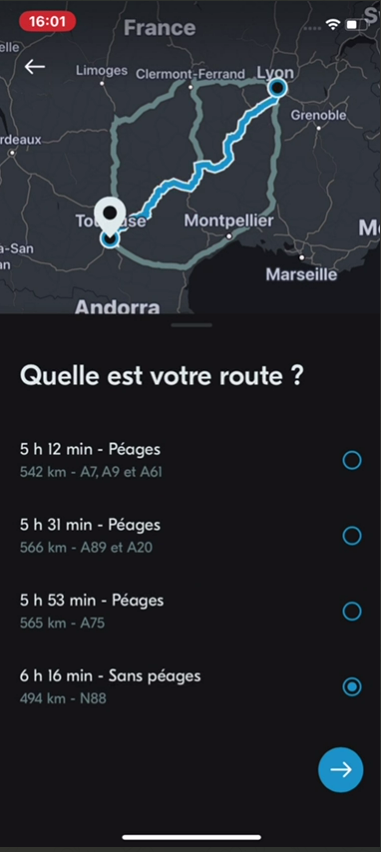 16:01
France
elle
Limoges
Clermont-Ferrand
Lyon
Grenoble
rdeaux
Montpellier
a-San
an
Marseille
Andorra
Quelle est votre route ?
5 h 12 min - Péages
542 km - A7, A9 et A61
5 h 31 min - Péages
566 km - A89 et A20
5 h 53 min - Péages
565 km - A75
6 h 16 min - Sans péages
494 km - N88